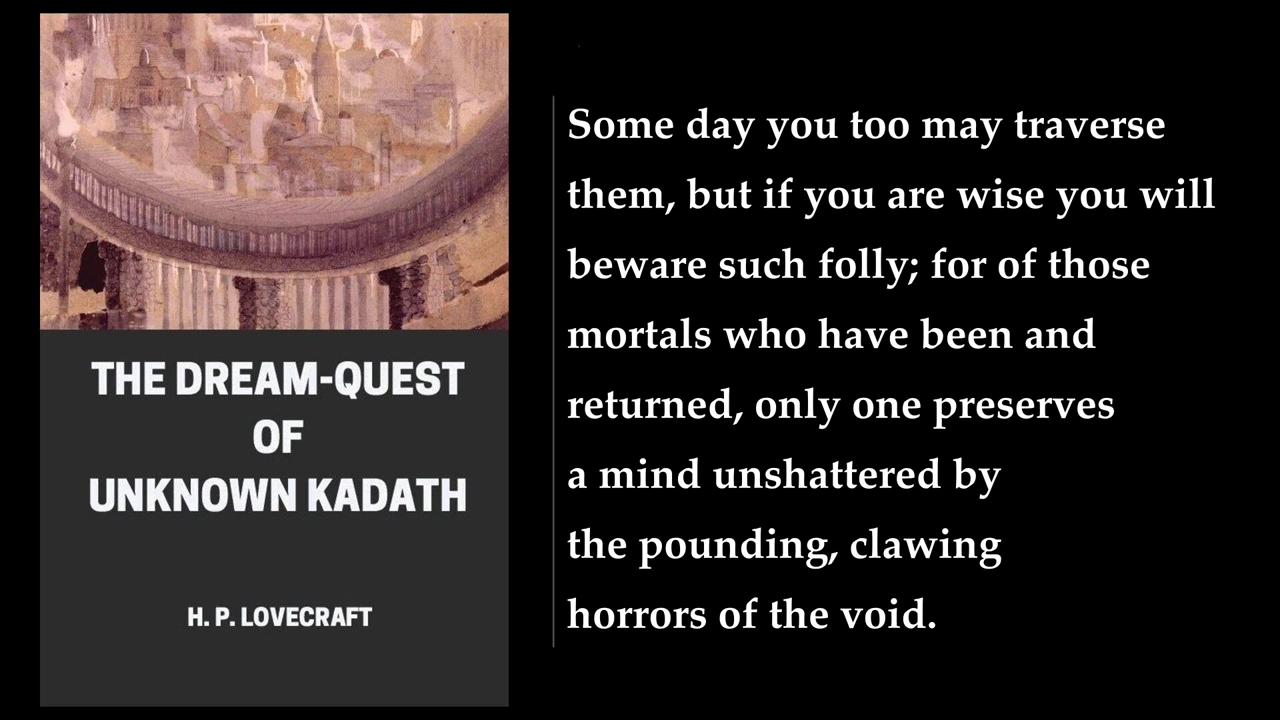 THE DREAM-QUEST
OF
UNKNOWN KADATH
H. P. LOVECRAFT
Some day you too may traverse
them, but if you are wise you will
beware such folly; for of those
mortals who have been and
returned, only one preserves
a mind unshattered by
the pounding, clawing
horrors of the void.